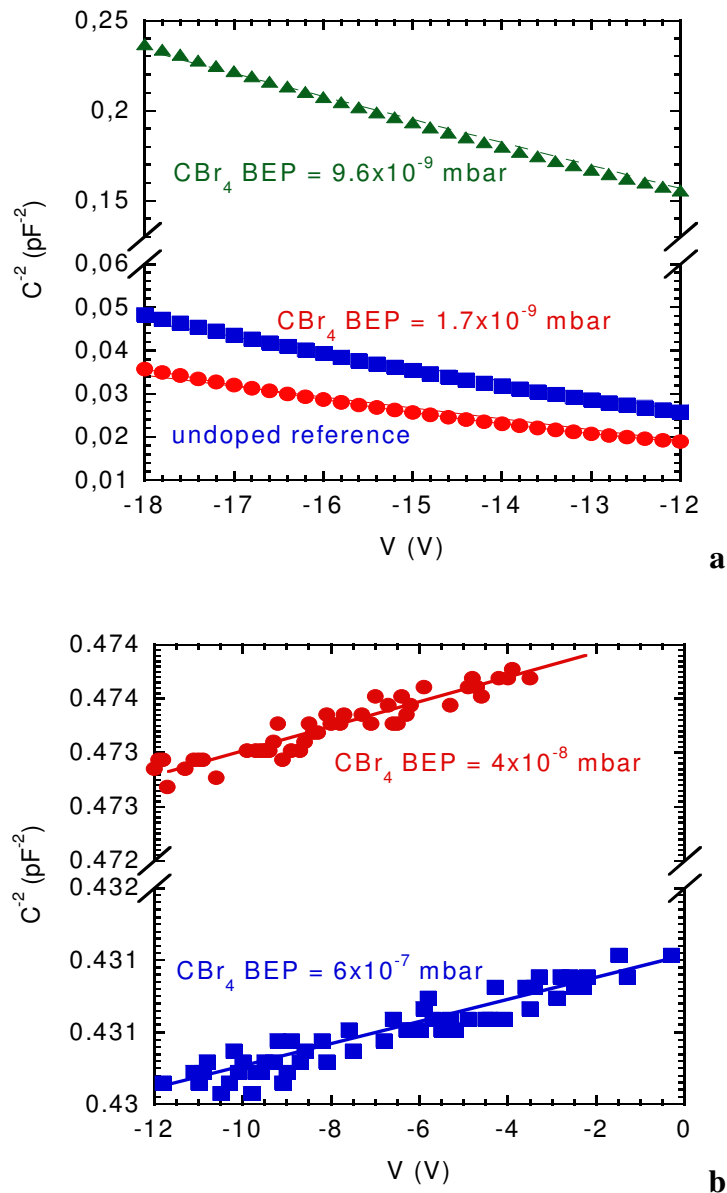 0,25
0,2
CBr4 BEP = 9.6x10-9 mbar
0,15
C-2 (pF-2)
0,06
0,05
CBr4 BEP = 1.7x10-9 mbar
0,04
0,03
undoped reference
0,02
0,01
-18 -17 -16 -15 -14 -13 -12
V (V)
a
0.474
0.474
0.473
CBr4 BEP = 4x10-8 mbar
0.473
0.472
C-2 (pF-2)
0.432
0.431
CBr4 BEP = 6x10-7 mbar
0.431
0.43
-12 -10 -8 -6 -4 -2 0
V (V)
b